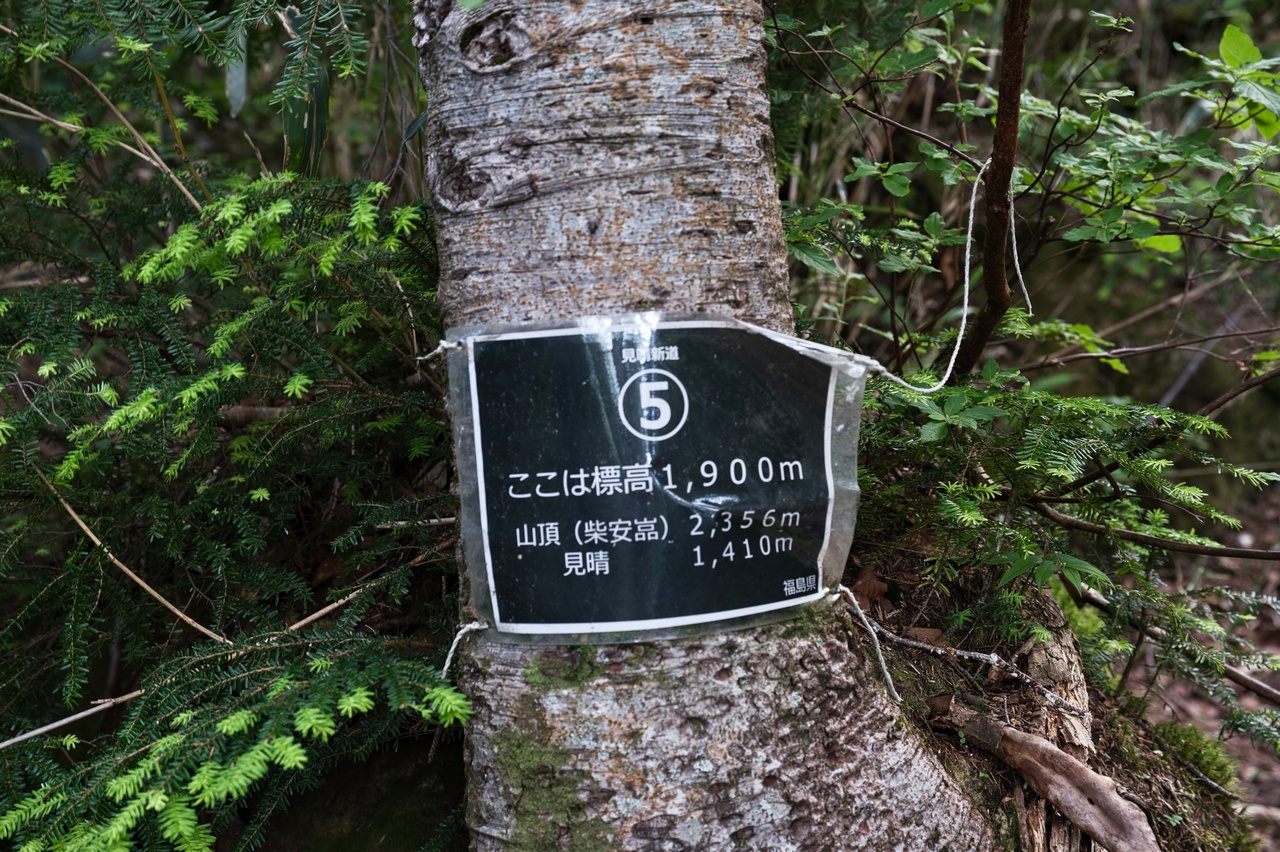 見晴新道
⑤
ここは標高1,900m
山頂（柴安嵓） 2,356m
見晴 1,410m
福島県